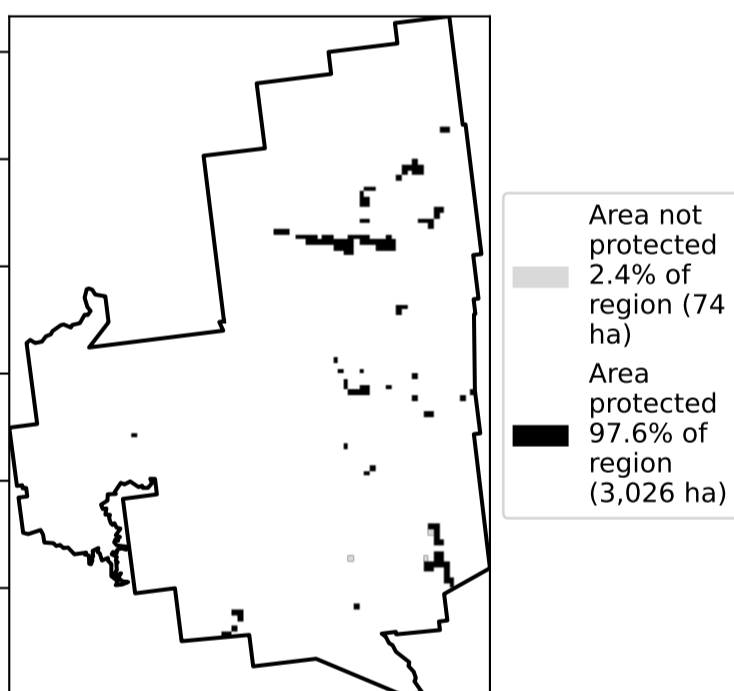 Area not
protected
2.4% of
region (74
ha)
Area
protected
97.6% of
region
(3,026 ha)